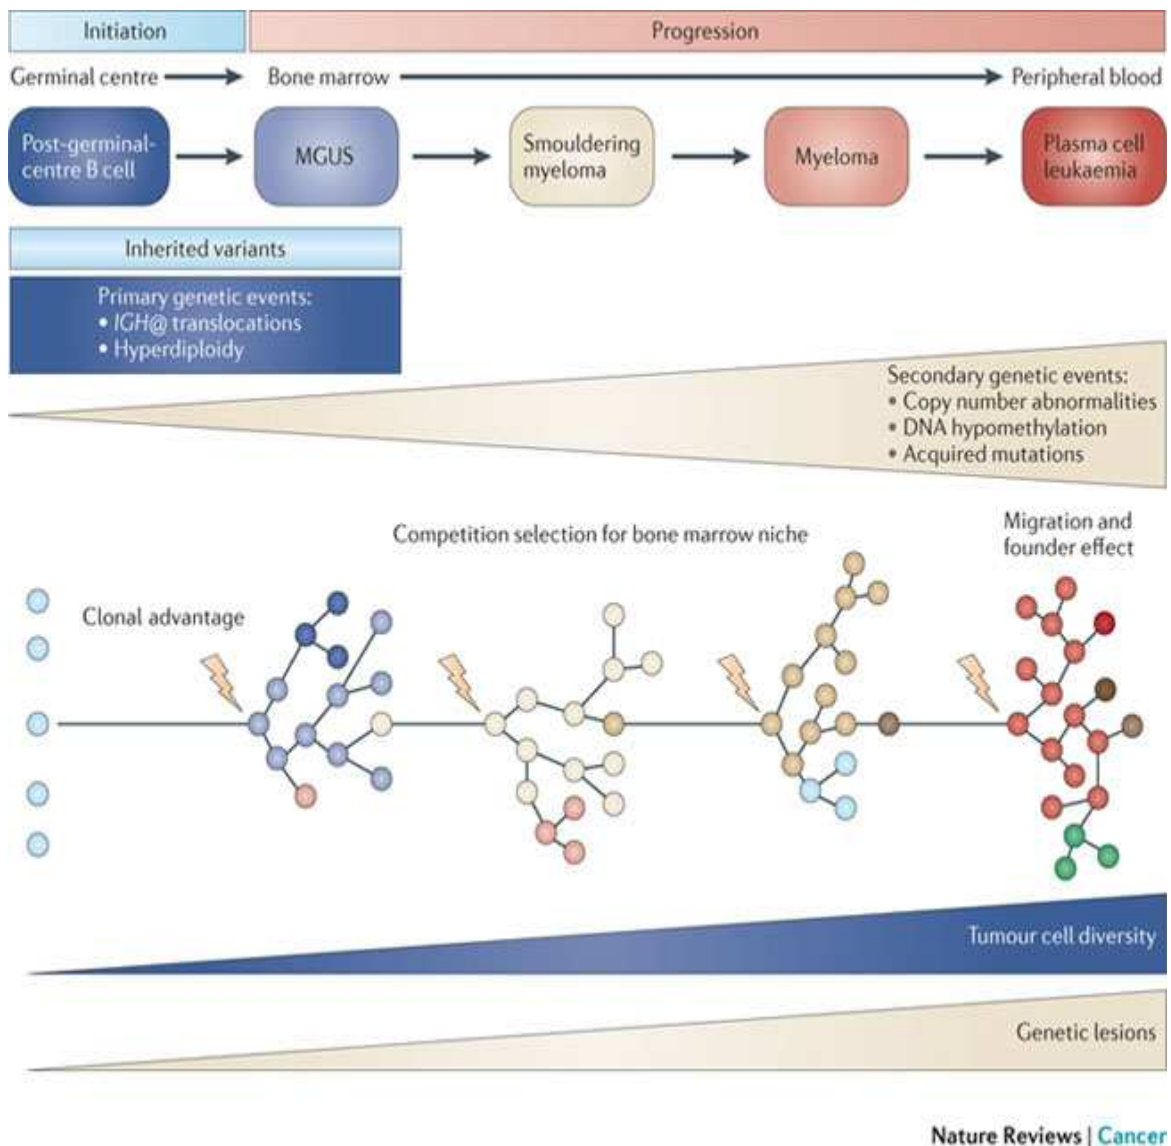 Initiation
Progression
Germinal centre
Bone marrow
Peripheral blood
Post-germinal-
centre B cell
MGUS
Smouldering
myeloma
Myeloma
Plasma cell
leukaemia
Inherited variants
Primary genetic events:
• IGH@ translocations
• Hyperdiploidy
Secondary genetic events:
• Copy number abnormalities
• DNA hypomethylation
• Acquired mutations
Competition selection for bone marrow niche
Migration and
founder effect
Clonal advantage
Tumour cell diversity
Genetic lesions
Nature Reviews | Cancer